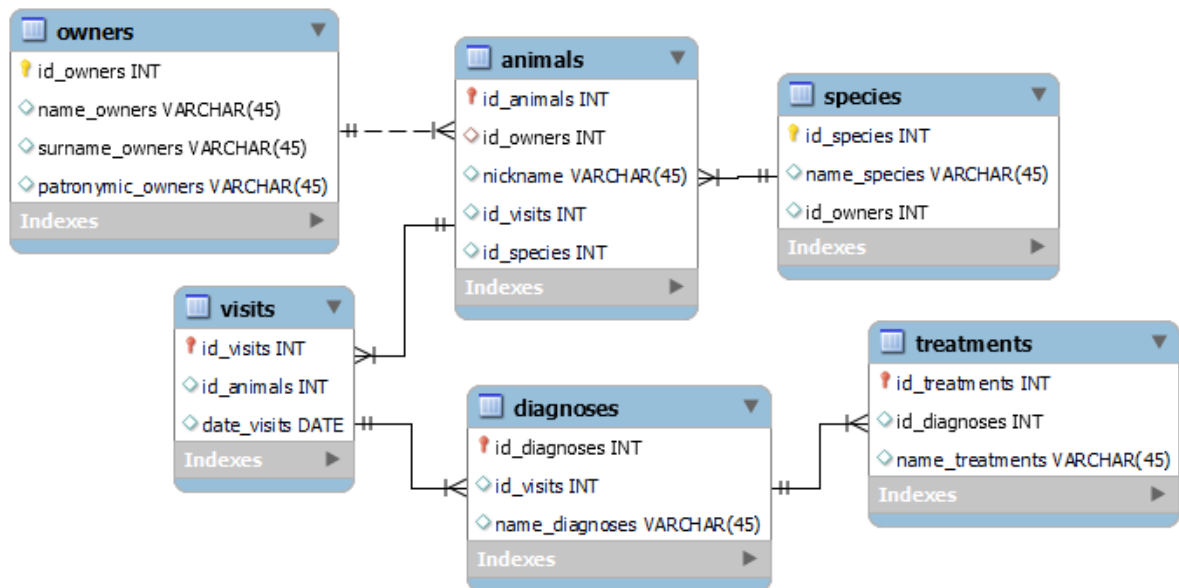 owners
id_owners INT
name_owners VARCHAR(45)
surname_owners VARCHAR(45)
patronymic_owners VARCHAR(45)
Indexes
animals
id_animals INT
id_owners INT
nickname VARCHAR(45)
id_visits INT
id_species INT
Indexes
species
id_species INT
name_species VARCHAR(45)
id_owners INT
Indexes
visits
id_visits INT
id_animals INT
date_visits DATE
Indexes
diagnoses
id_diagnoses INT
id_visits INT
name_diagnoses VARCHAR(45)
Indexes
treatments
id_treatments INT
id_diagnoses INT
name_treatments VARCHAR(45)
Indexes